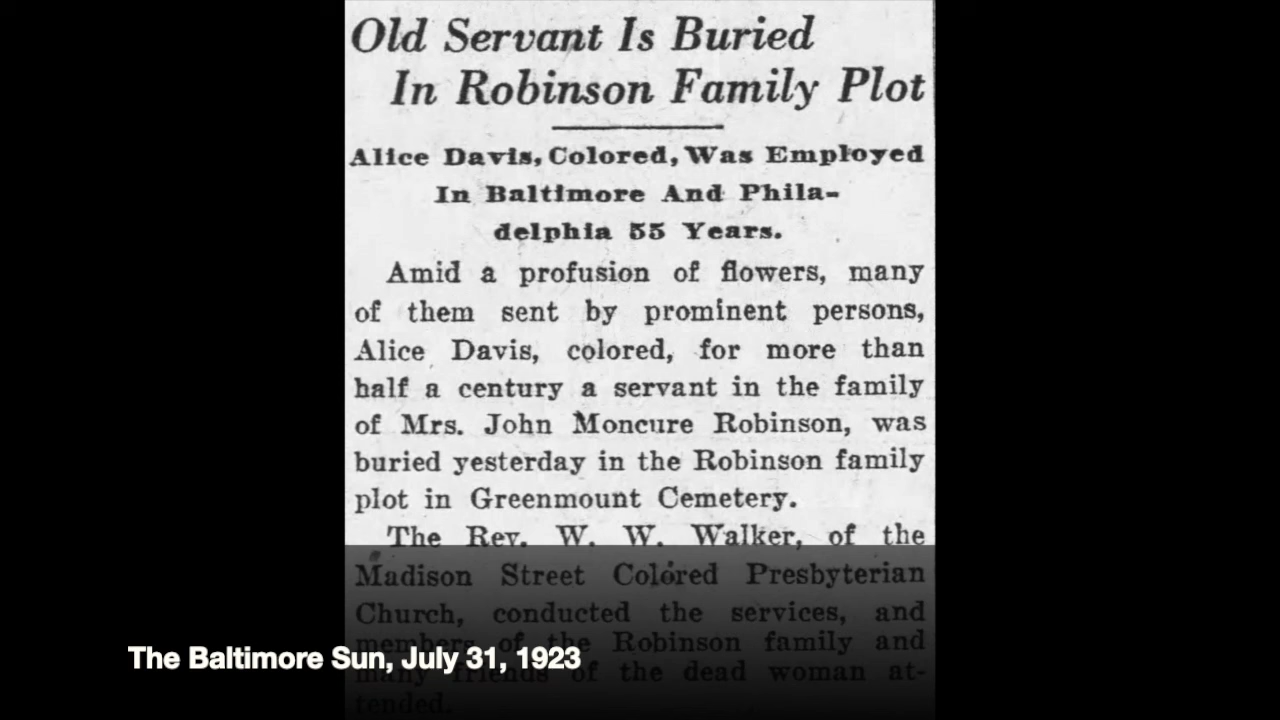 Old Servant Is Buried
In Robinson Family Plot
Alice Davis, Colored, Was Employed
In Baltimore And Phila-
delphia 55 Years.
Amid a profusion of flowers, many
of them sent by prominent persons,
Alice Davis, colored, for more than
half a century a servant in the family
of Mrs. John Moncure Robinson, was
buried yesterday in the Robinson family
plot in Greenmount Cemetery.
The Rev. W. W. Walker, of the
Madison Street Colored Presbyterian
Church, conducted the services, and
members of the Robinson family and
many friends of the dead woman at-
tended.
The Baltimore Sun, July 31, 1923